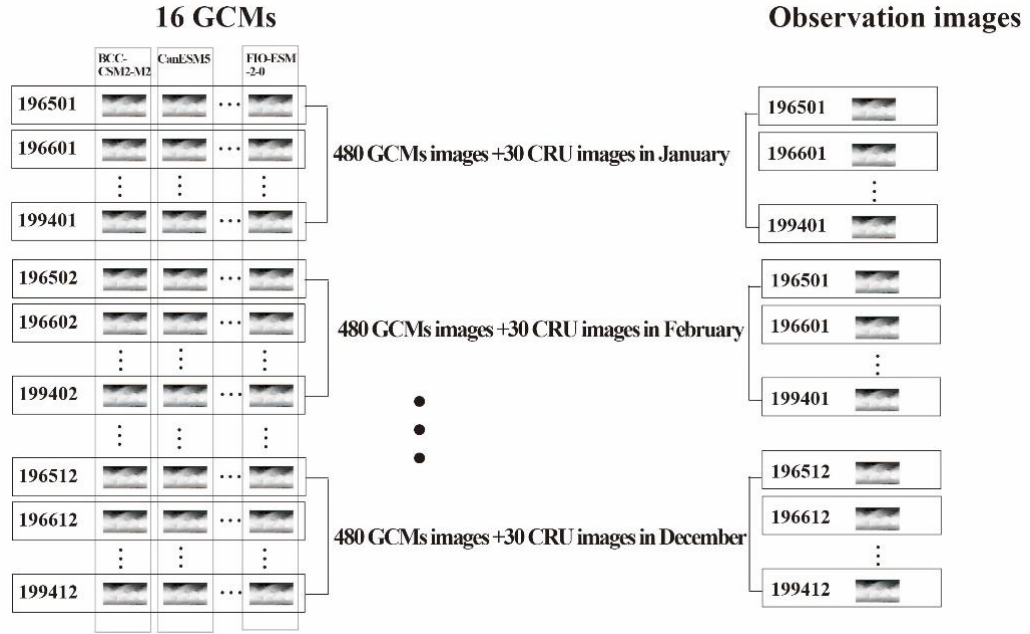 16 GCMs
Observation images
BCC-
CSM2-M2
CanESM5
FIO-ESM
-2-0
196501
...
196601
199401
...
480 GCMs images +30 CRU images in January
196501
196601
199401
196502
...
196602
199402
...
480 GCMs images +30 CRU images in February
196501
196601
199401
196512
...
196612
...
199412
...
480 GCMs images +30 CRU images in December
196512
196612
199412